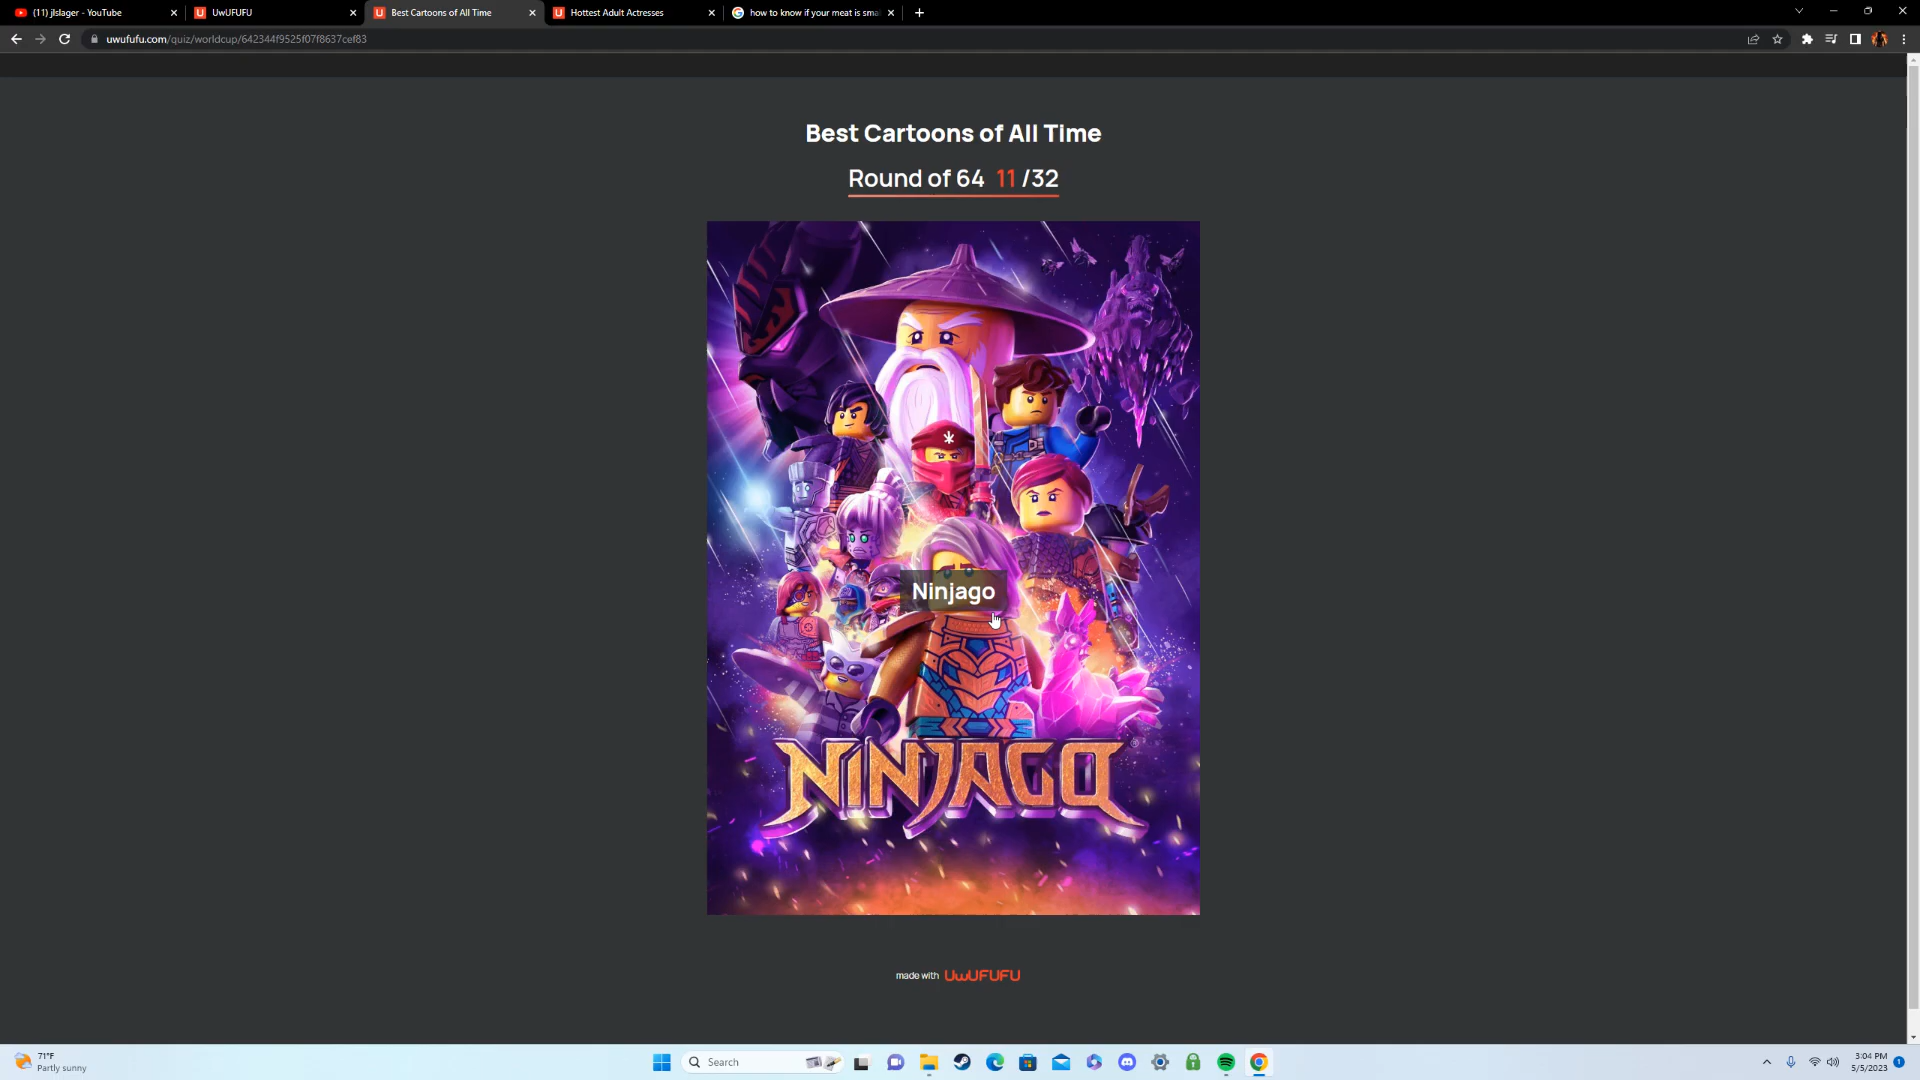 (11) jlslager - YouTube
UwUFUFU
Best Cartoons of All Time
Hottest Adult Actresses
how to know if your meat is sma
uwufufu.com/quiz/worldcup/642344f9525f07f8637cef83
Best Cartoons of All Time
Round of 64 11 /32
Ninjago
NINJAGO
made with UwUFUFU
71°F
Partly sunny
Search
3:04 PM
5/5/2023
1